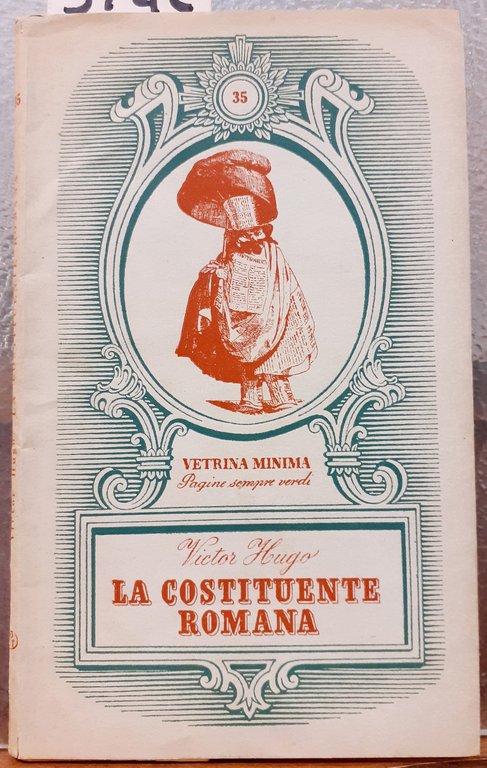 35
VETRINA MINIMA
Pagine sempre verdi
Victor Hugo
LA COSTITUENTE
ROMANA